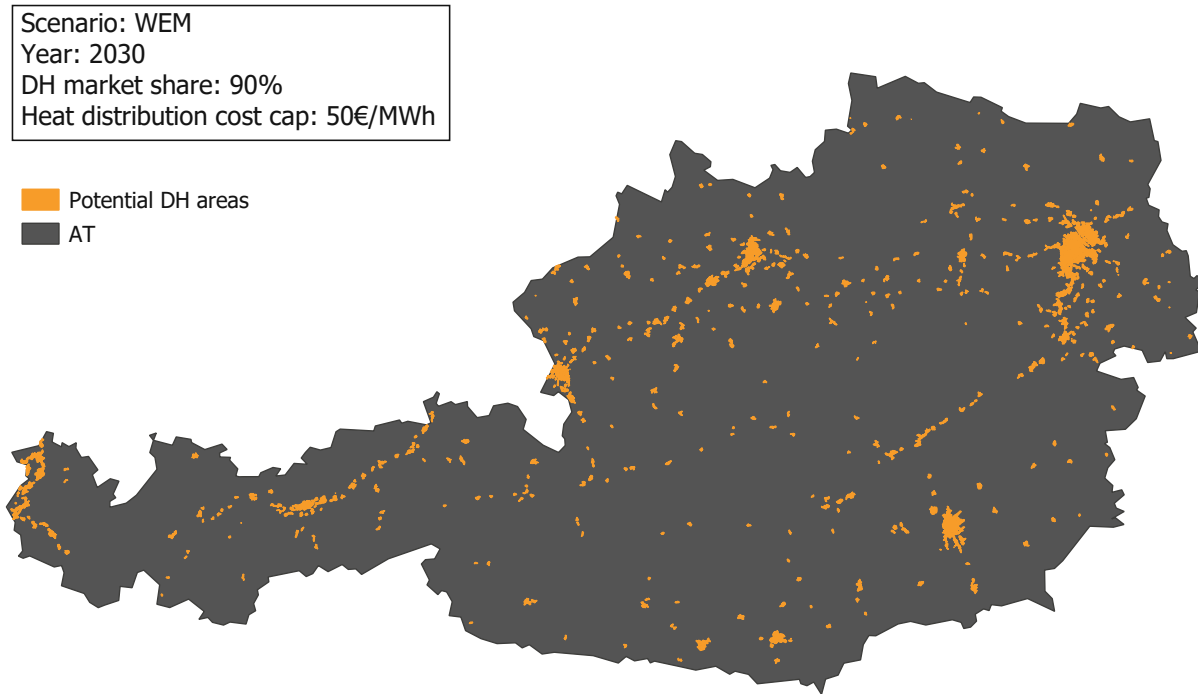 Scenario: WEM
Year: 2030
DH market share: 90%
Heat distribution cost cap: 50€/MWh
Potential DH areas
AT